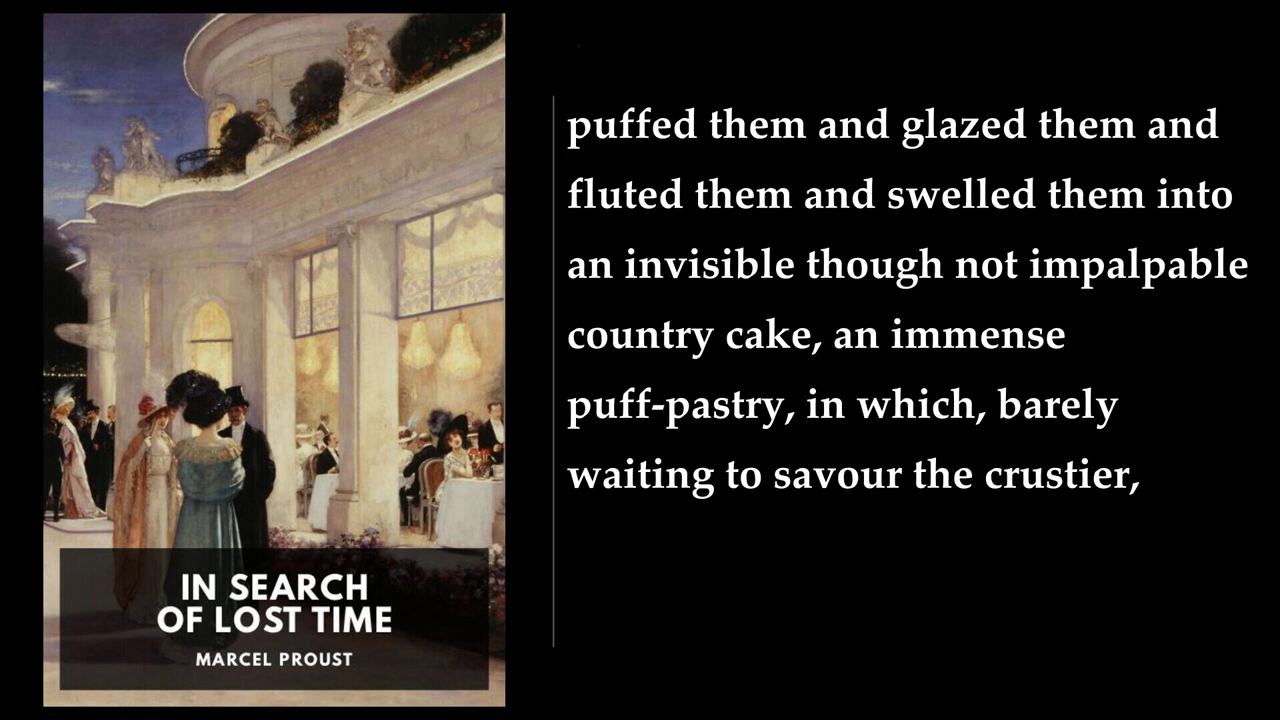 IN SEARCH
OF LOST TIME
MARCEL PROUST
puffed them and glazed them and
fluted them and swelled them into
an invisible though not impalpable
country cake, an immense
puff-pastry, in which, barely
waiting to savour the crustier,